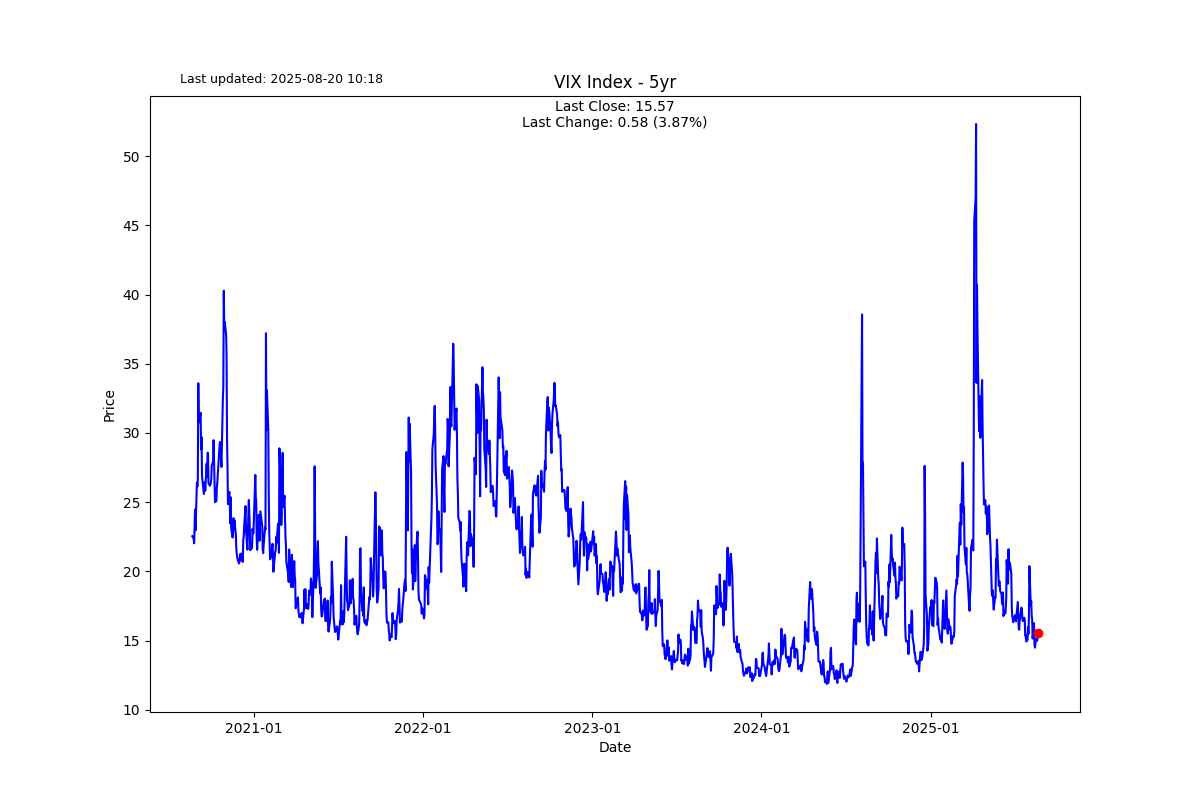 Last updated: 2025-08-20 10:18
VIX Index - 5yr
Last Close: 15.57
Last Change: 0.58 (3.87%)
50
45
40
35
30
25
20
15
10
Price
2021-01
2022-01
2023-01
2024-01
2025-01
Date